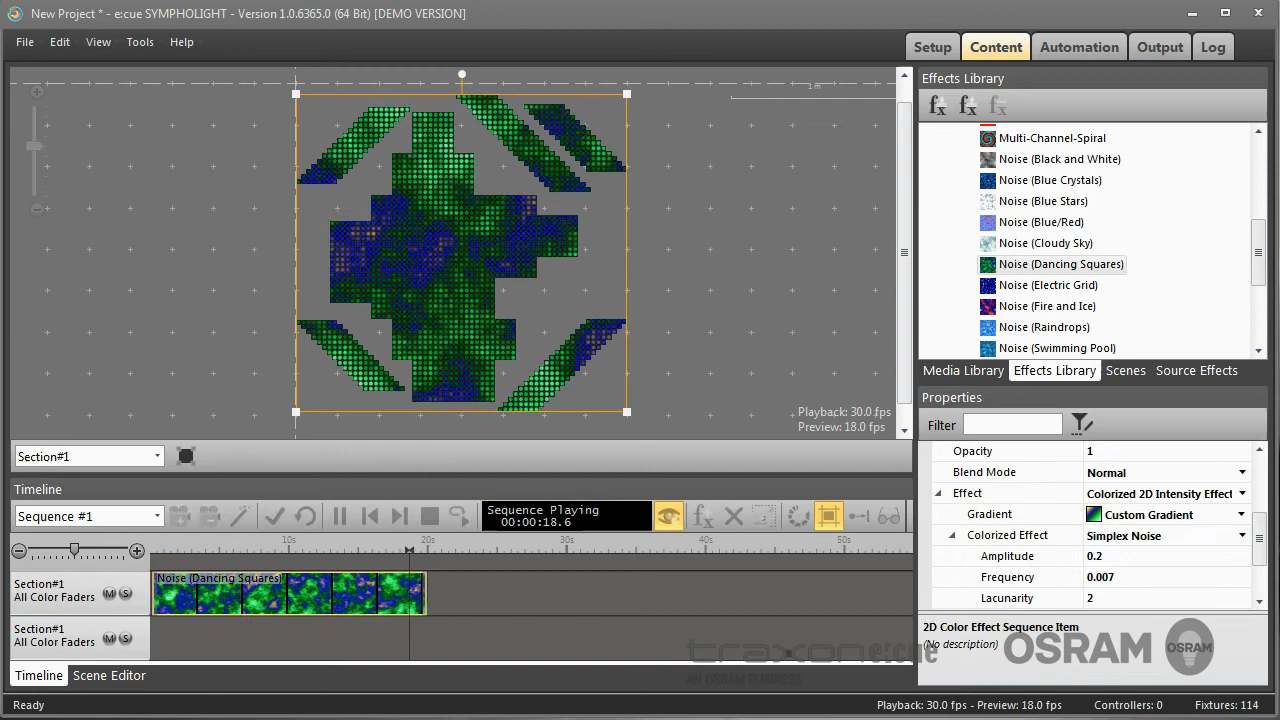 New Project * - e:cue SYMPHOLIGHT - Version 1.0.6365.0 (64 Bit) [DEMO VERSION]
File Edit View Tools Help
Setup Content Automation Output Log
1 m
Playback: 30.0 fps
Preview: 18.0 fps
Effects Library
Multi-Channel-Spiral
Noise (Black and White)
Noise (Blue Crystals)
Noise (Blue Stars)
Noise (Blue/Red)
Noise (Cloudy Sky)
Noise (Dancing Squares)
Noise (Electric Grid)
Noise (Fire and Ice)
Noise (Raindrops)
Noise (Swimming Pool)
Media Library Effects Library Scenes Source Effects
Properties
Filter
Opacity 1
Blend Mode Normal
Effect Colorized 2D Intensity Effect
Gradient Custom Gradient
Colorized Effect Simplex Noise
Amplitude 0.2
Frequency 0.007
Lacunarity 2
2D Color Effect Sequence Item
(No description)
Section#1
Timeline
Sequence #1
Sequence Playing
00:00:18.6
10s 20s 30s 40s 50s
Section#1
All Color Faders M S
Noise (Dancing Squares)
Section#1
All Color Faders M S
traxon e:cue
AN OSRAM BUSINESS
OSRAM OSRAM
Timeline Scene Editor
Ready
Playback: 30.0 fps - Preview: 18.0 fps Controllers: 0 Fixtures: 114